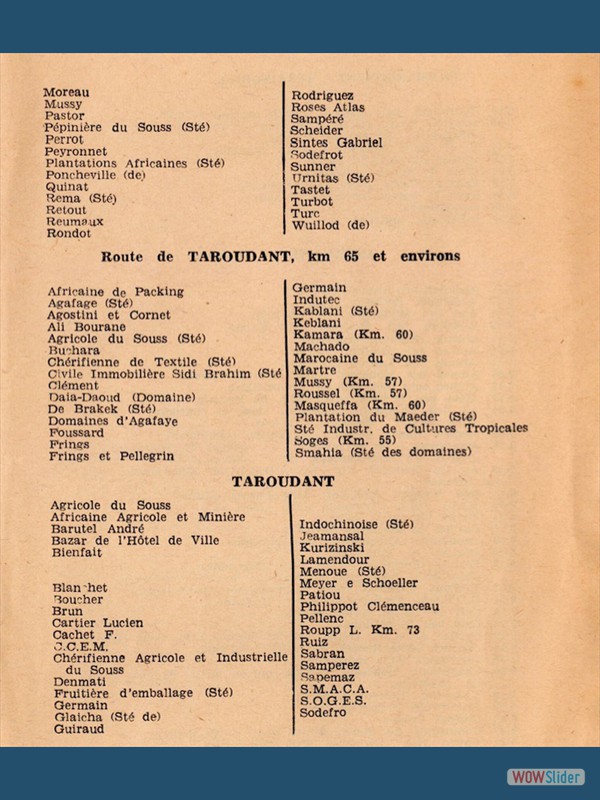 Moreau
Mussy
Pastor
Pépinière du Souss (Sté)
Perrot
Peyronnet
Plantations Africaines (Sté)
Poncheville (de)
Quinat
Rema (Sté)
Retout
Reumaux
Rondot
Rodriguez
Roses Atlas
Sampéré
Scheider
Sintes Gabriel
Sodefrot
Sunner
Urnitas (Sté)
Tastet
Turbot
Turc
Wuillod (de)
Route de TAROUDANT, km 65 et environs
Africaine de Packing
Agafage (Sté)
Agostini et Cornet
Ali Bourane
Agricole du Souss (Sté)
Buchara
Chérifienne de Textile (Sté)
Civile Immobilière Sidi Brahim (Sté
Clément
Daia-Daoud (Domaine)
De Brakek (Sté)
Domaines d'Agafaye
Foussard
Frings
Frings et Pellegrin
Germain
Indutec
Kablani (Sté)
Keblani
Kamara (Km. 60)
Machado
Marocaine du Souss
Martre
Mussy (Km. 57)
Roussel (Km. 57)
Masqueffa (Km. 60)
Plantation du Maeder (Sté)
Sté Industr. de Cultures Tropicales
Soges (Km. 55)
Smahia (Sté des domaines)
TAROUDANT
Agricole du Souss
Africaine Agricole et Minière
Barutel André
Bazar de l'Hôtel de Ville
Bienfait
Blanchet
Boucher
Brun
Cartier Lucien
Cachet F.
C.C.E.M.
Chérifienne Agricole et Industrielle
du Souss
Denmati
Fruitière d'emballage (Sté)
Germain
Glaicha (Sté de)
Guiraud
Indochinoise (Sté)
Jeamansal
Kurizinski
Lamendour
Menoue (Sté)
Meyer e Schoeller
Patiou
Philippot Clémenceau
Pellenc
Roupp L. Km. 73
Ruiz
Sabran
Samperez
Sapemaz
S.M.A.C.A.
S.O.G.E.S.
Sodefro
WOWSlider